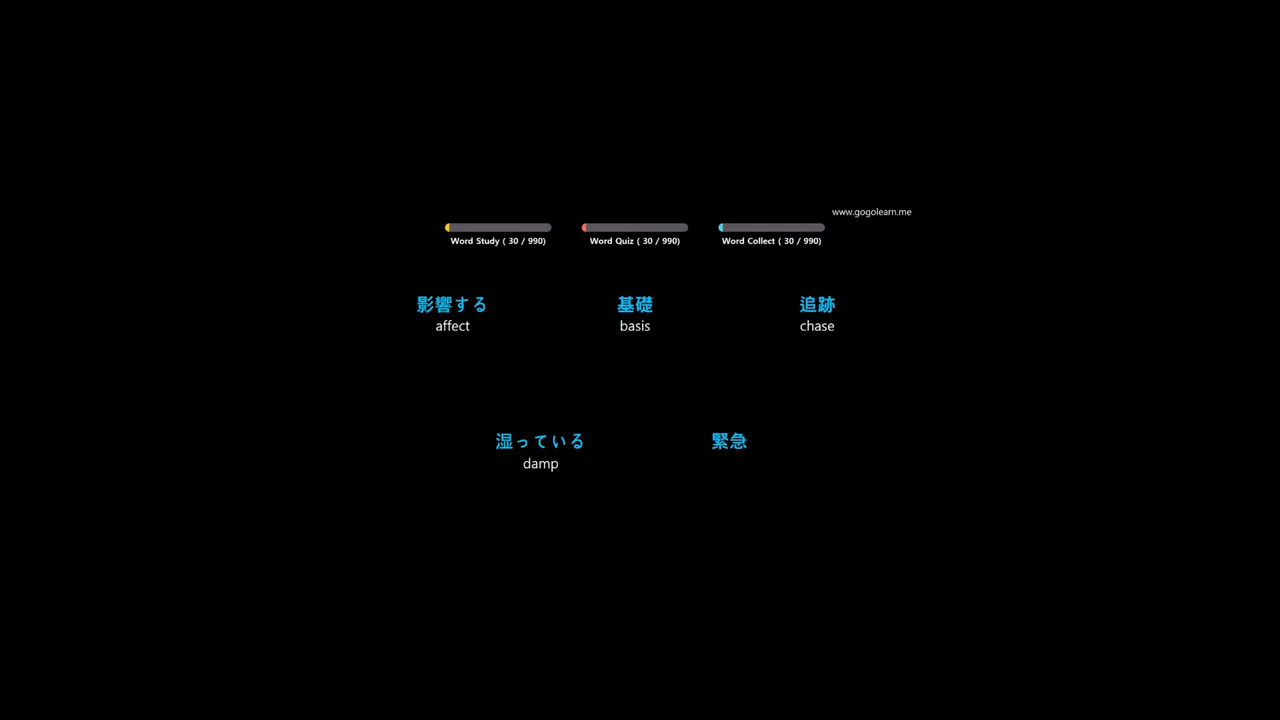 www.gogolearn.me
Word Study ( 30 / 990)
Word Quiz ( 30 / 990)
Word Collect ( 30 / 990)
影響する
affect
基礎
basis
追跡
chase
湿っている
damp
緊急